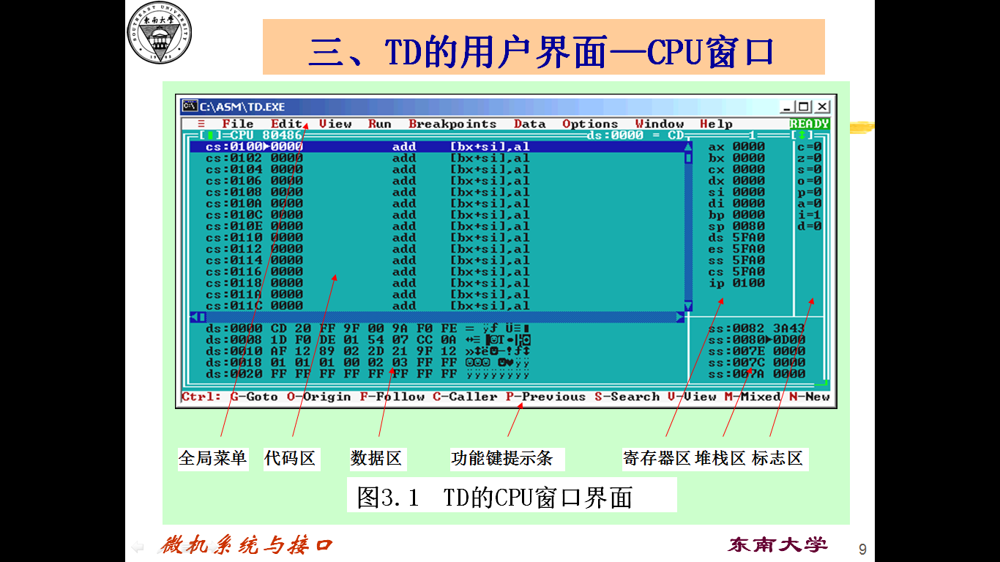 SOUTHEAST UNIVERSITY
东南大学
1902
三、TD的用户界面—CPU窗口
C:\ASM\TD.EXE
≡ File Edit View Run Breakpoints Data Options Window Help READY
[■]=CPU 80486 ds:0000 = CD 1 [↕]
cs:0100▶0000 add [bx+si],al ax 0000 c=0
cs:0102 0000 add [bx+si],al bx 0000 z=0
cs:0104 0000 add [bx+si],al cx 0000 s=0
cs:0106 0000 add [bx+si],al dx 0000 o=0
cs:0108 0000 add [bx+si],al si 0000 p=0
cs:010A 0000 add [bx+si],al di 0000 a=0
cs:010C 0000 add [bx+si],al bp 0000 i=1
cs:010E 0000 add [bx+si],al sp 0080 d=0
cs:0110 0000 add [bx+si],al ds 5FA0
cs:0112 0000 add [bx+si],al es 5FA0
cs:0114 0000 add [bx+si],al ss 5FA0
cs:0116 0000 add [bx+si],al cs 5FA0
cs:0118 0000 add [bx+si],al ip 0100
cs:011A 0000 add [bx+si],al
cs:011C 0000 add [bx+si],al
ds:0000 CD 20 FF 9F 00 9A F0 FE = ÿƒ Ü≡■ ss:0082 3A43
ds:0008 1D F0 DE 01 54 07 CC 0A ↔≡▐☺T•╠◙ ss:0080▶0D00
ds:0010 AF 12 89 02 2D 21 9F 12 »↕ë☻-!ƒ↕ ss:007E 0000
ds:0018 01 01 01 00 02 03 FF FF ☺☺☺ ☻♥ÿÿ ss:007C 0000
ds:0020 FF FF FF FF FF FF FF FF ÿÿÿÿÿÿÿÿ ss:007A 0000
Ctrl: G-Goto O-Origin F-Follow C-Caller P-Previous S-Search V-View M-Mixed N-New
全局菜单 代码区 数据区 功能键提示条 寄存器区 堆栈区 标志区
图3.1 TD的CPU窗口界面
微机系统与接口 东南大学 9